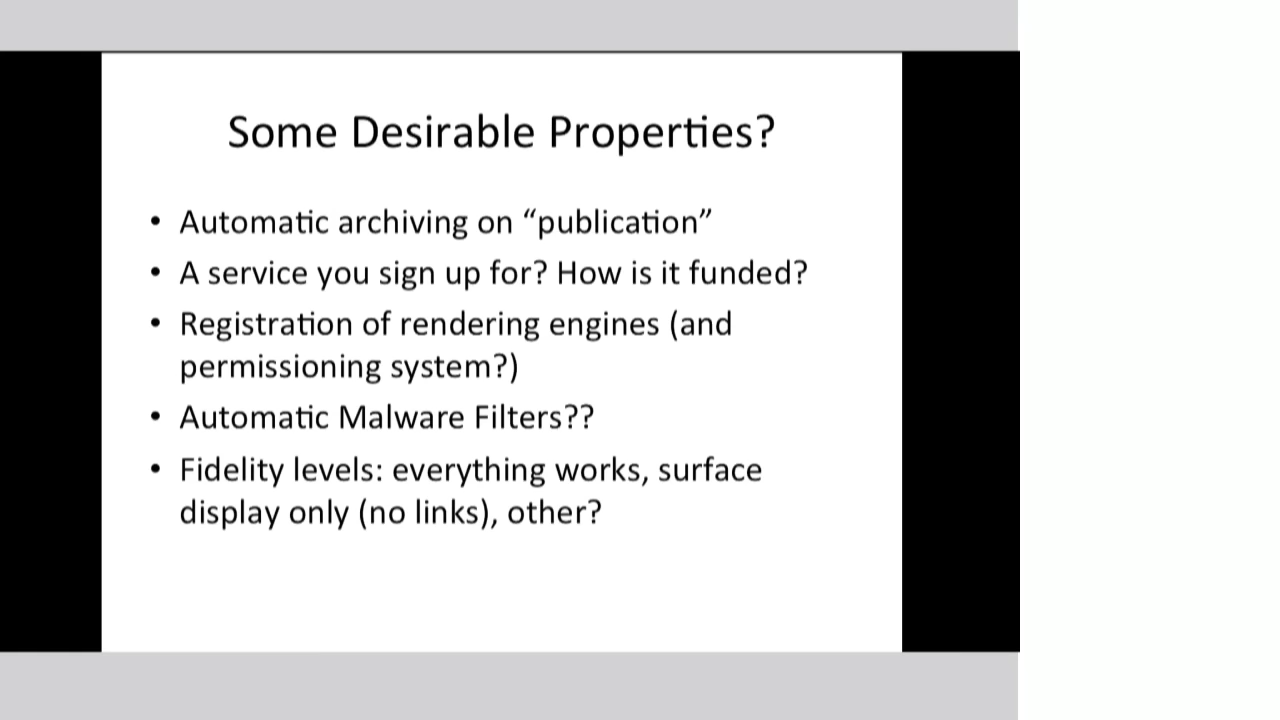 Some Desirable Properties?
• Automatic archiving on “publication”
• A service you sign up for? How is it funded?
• Registration of rendering engines (and
permissioning system?)
• Automatic Malware Filters??
• Fidelity levels: everything works, surface
display only (no links), other?